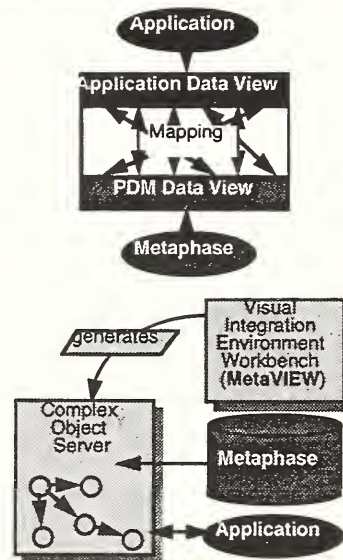 Application
Application Data View
Mapping
PDM Data View
Metaphase
generates
Visual
Integration
Environment
Workbench
(MetaVIEW)
Complex
Object
Server
Metaphase
Application